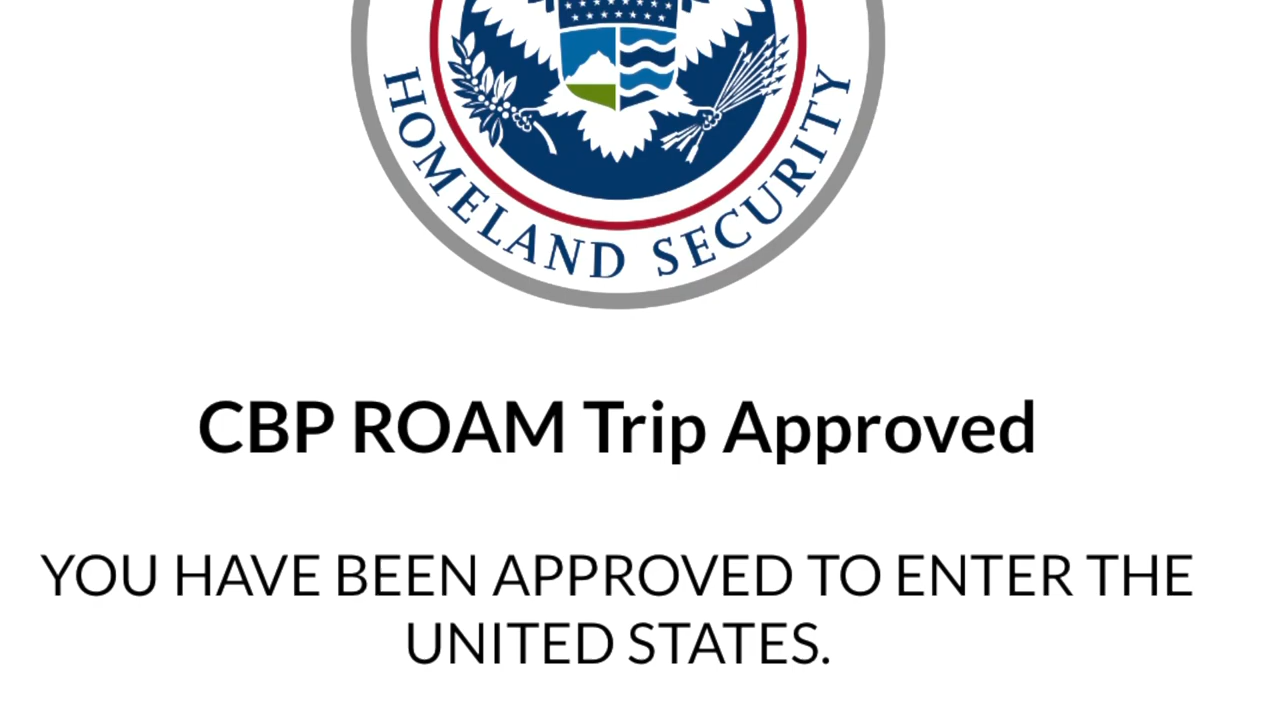 HOMELAND SECURITY
CBP ROAM Trip Approved
YOU HAVE BEEN APPROVED TO ENTER THE
UNITED STATES.